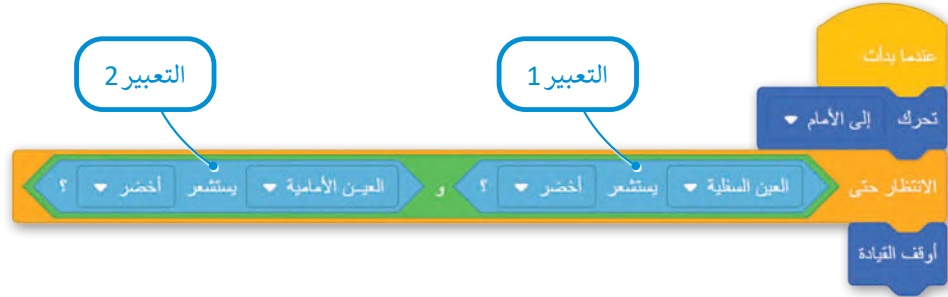 التعبير 1
التعبير 2
عندما بدأت
تحرك إلى الأمام
الانتظار حتى العين السفلية يستشعر أخضر ؟ و العين الأمامية يستشعر أخضر ؟
أوقف القيادة